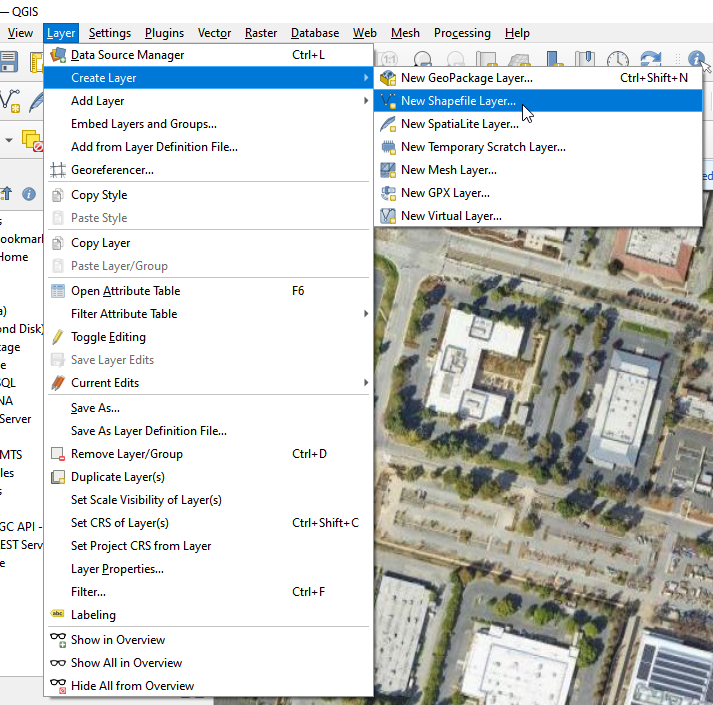 — QGIS
View Layer Settings Plugins Vector Raster Database Web Mesh Processing Help
Data Source Manager Ctrl+L
Create Layer
Add Layer
Embed Layers and Groups...
Add from Layer Definition File...
Georeferencer...
Copy Style
Paste Style
Copy Layer
Paste Layer/Group
Open Attribute Table F6
Filter Attribute Table
Toggle Editing
Save Layer Edits
Current Edits
Save As...
Save As Layer Definition File...
Remove Layer/Group Ctrl+D
Duplicate Layer(s)
Set Scale Visibility of Layer(s)
Set CRS of Layer(s) Ctrl+Shift+C
Set Project CRS from Layer
Layer Properties...
Filter... Ctrl+F
abc Labeling
Show in Overview
Show All in Overview
Hide All from Overview
New GeoPackage Layer... Ctrl+Shift+N
New Shapefile Layer...
New SpatiaLite Layer...
New Temporary Scratch Layer...
New Mesh Layer...
New GPX Layer...
New Virtual Layer...
s
ookmark
Home
a)
ond Disk)
kage
e
SQL
NA
Server
MTS
les
s
GC API -
EST Serv
e
ed